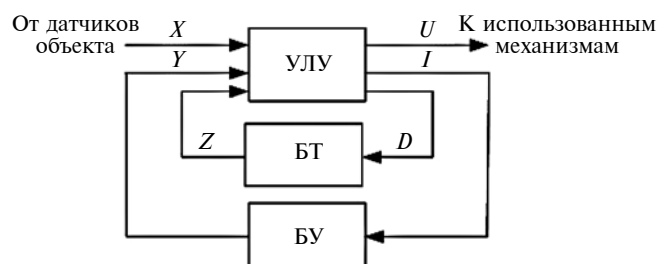 От датчиков
объекта
X
Y
УЛУ
U
I
К использованным
механизмам
Z
БТ
D
БУ